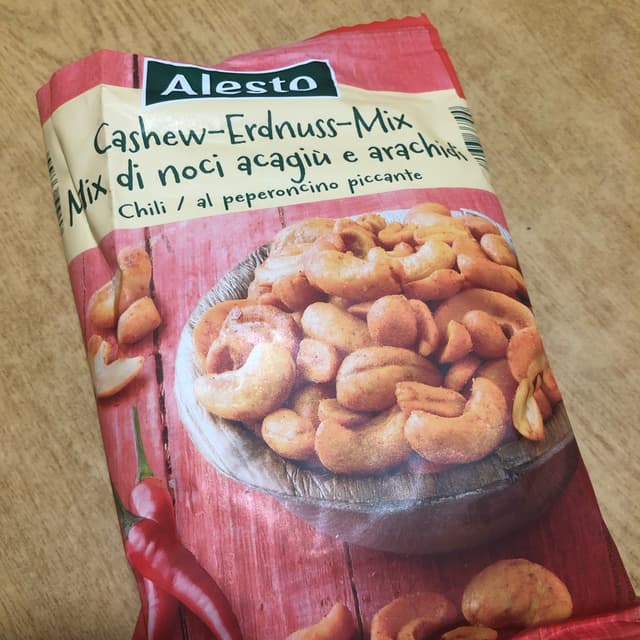 Alesto
Cashew-Erdnuss-Mix
Mix di noci acagiù e arachidi
Chili / al peperoncino piccante